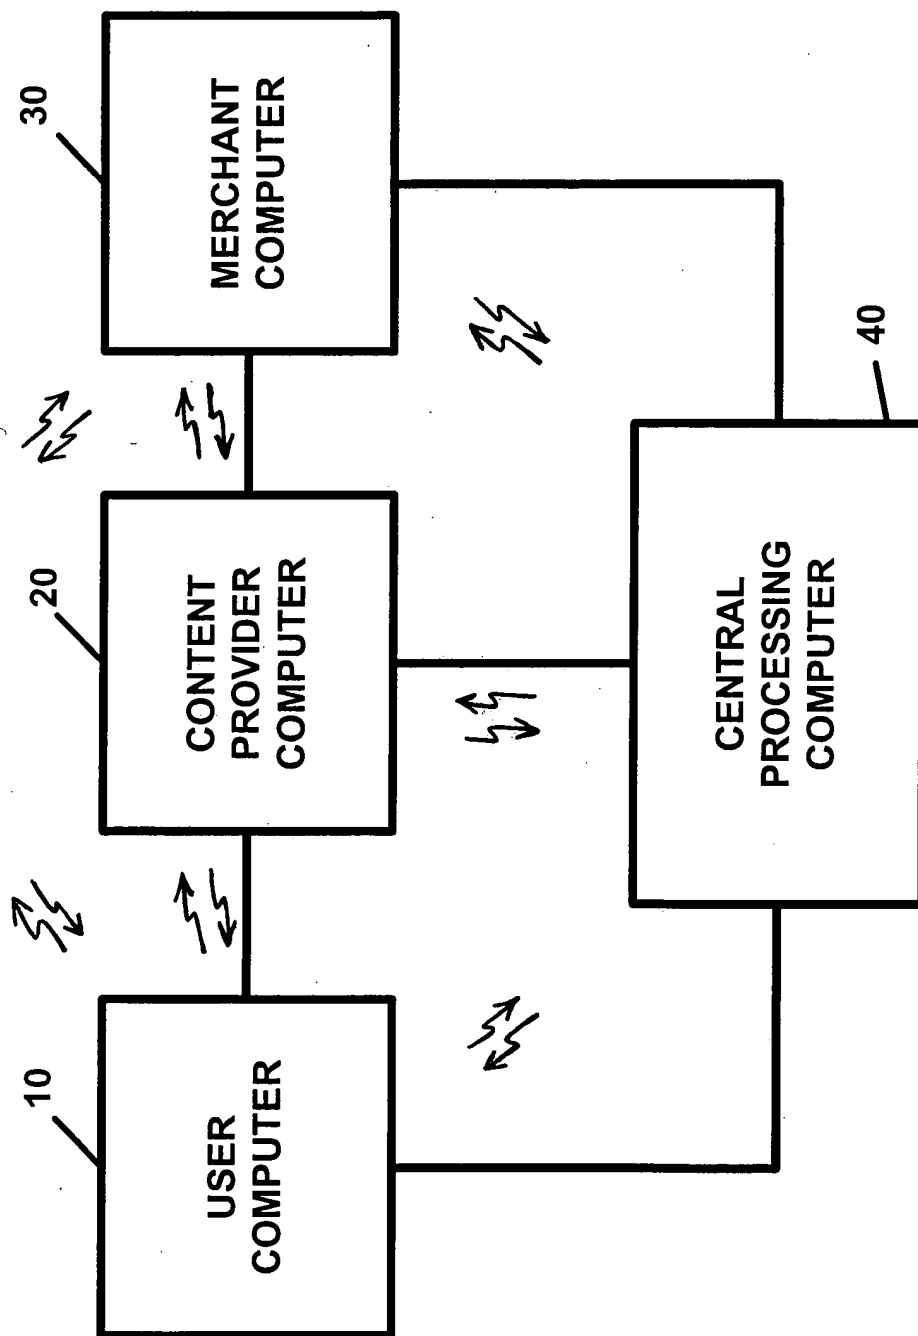 10
USER
COMPUTER
20
CONTENT
PROVIDER
COMPUTER
30
MERCHANT
COMPUTER
40
CENTRAL
PROCESSING
COMPUTER